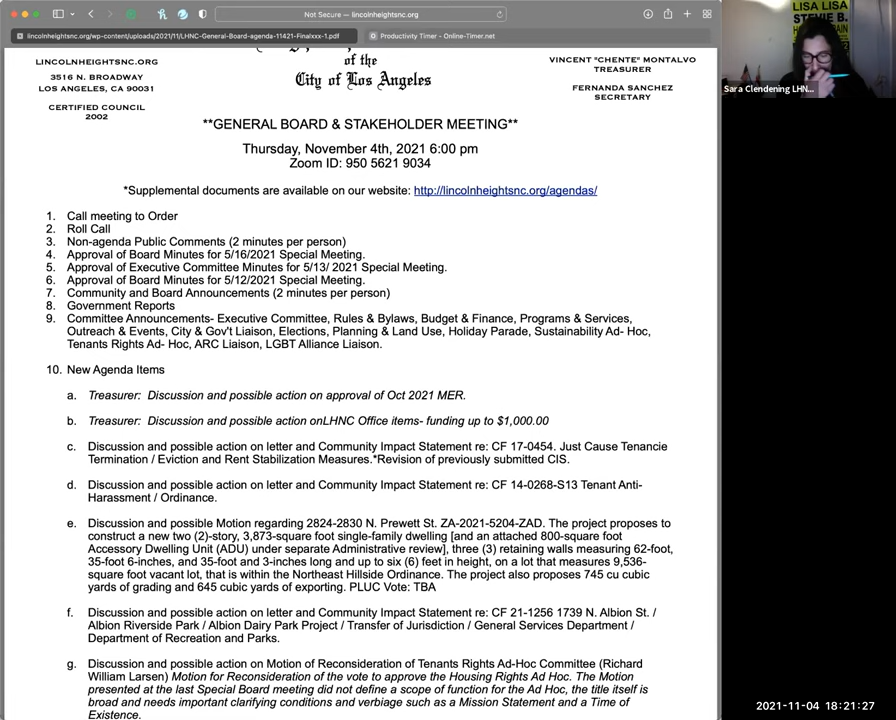 Not Secure — lincolnheightsnc.org
lincolnheightsnc.org/wp-content/uploads/2021/11/LHNC-General-Board-agenda-11421-Finalxxx-1.pdf
Productivity Timer - Online-Timer.net
LINCOLNHEIGHTSNC.ORG
3516 N. BROADWAY
LOS ANGELES, CA 90031
CERTIFIED COUNCIL
2002
of the
City of Los Angeles
VINCENT "CHENTE" MONTALVO
TREASURER
FERNANDA SANCHEZ
SECRETARY
**GENERAL BOARD & STAKEHOLDER MEETING**
Thursday, November 4th, 2021 6:00 pm
Zoom ID: 950 5621 9034
*Supplemental documents are available on our website: http://lincolnheightsnc.org/agendas/
1. Call meeting to Order
2. Roll Call
3. Non-agenda Public Comments (2 minutes per person)
4. Approval of Board Minutes for 5/16/2021 Special Meeting.
5. Approval of Executive Committee Minutes for 5/13/ 2021 Special Meeting.
6. Approval of Board Minutes for 5/12/2021 Special Meeting.
7. Community and Board Announcements (2 minutes per person)
8. Government Reports
9. Committee Announcements- Executive Committee, Rules & Bylaws, Budget & Finance, Programs & Services,
Outreach & Events, City & Gov't Liaison, Elections, Planning & Land Use, Holiday Parade, Sustainability Ad- Hoc,
Tenants Rights Ad- Hoc, ARC Liaison, LGBT Alliance Liaison.
10. New Agenda Items
a. Treasurer: Discussion and possible action on approval of Oct 2021 MER.
b. Treasurer: Discussion and possible action onLHNC Office items- funding up to $1,000.00
c. Discussion and possible action on letter and Community Impact Statement re: CF 17-0454. Just Cause Tenancie
Termination / Eviction and Rent Stabilization Measures.*Revision of previously submitted CIS.
d. Discussion and possible action on letter and Community Impact Statement re: CF 14-0268-S13 Tenant Anti-
Harassment / Ordinance.
e. Discussion and possible Motion regarding 2824-2830 N. Prewett St. ZA-2021-5204-ZAD. The project proposes to
construct a new two (2)-story, 3,873-square foot single-family dwelling [and an attached 800-square foot
Accessory Dwelling Unit (ADU) under separate Administrative review], three (3) retaining walls measuring 62-foot,
35-foot 6-inches, and 35-foot and 3-inches long and up to six (6) feet in height, on a lot that measures 9,536-
square foot vacant lot, that is within the Northeast Hillside Ordinance. The project also proposes 745 cu cubic
yards of grading and 645 cubic yards of exporting. PLUC Vote: TBA
f. Discussion and possible action on letter and Community Impact Statement re: CF 21-1256 1739 N. Albion St. /
Albion Riverside Park / Albion Dairy Park Project / Transfer of Jurisdiction / General Services Department /
Department of Recreation and Parks.
g. Discussion and possible action on Motion of Reconsideration of Tenants Rights Ad-Hoc Committee (Richard
William Larsen) Motion for Reconsideration of the vote to approve the Housing Rights Ad Hoc. The Motion
presented at the last Special Board meeting did not define a scope of function for the Ad Hoc, the title itself is
broad and needs important clarifying conditions and verbiage such as a Mission Statement and a Time of
Existence.
LISA LISA
STEVIE B.
Sara Clendening LHN...
2021-11-04 18:21:27